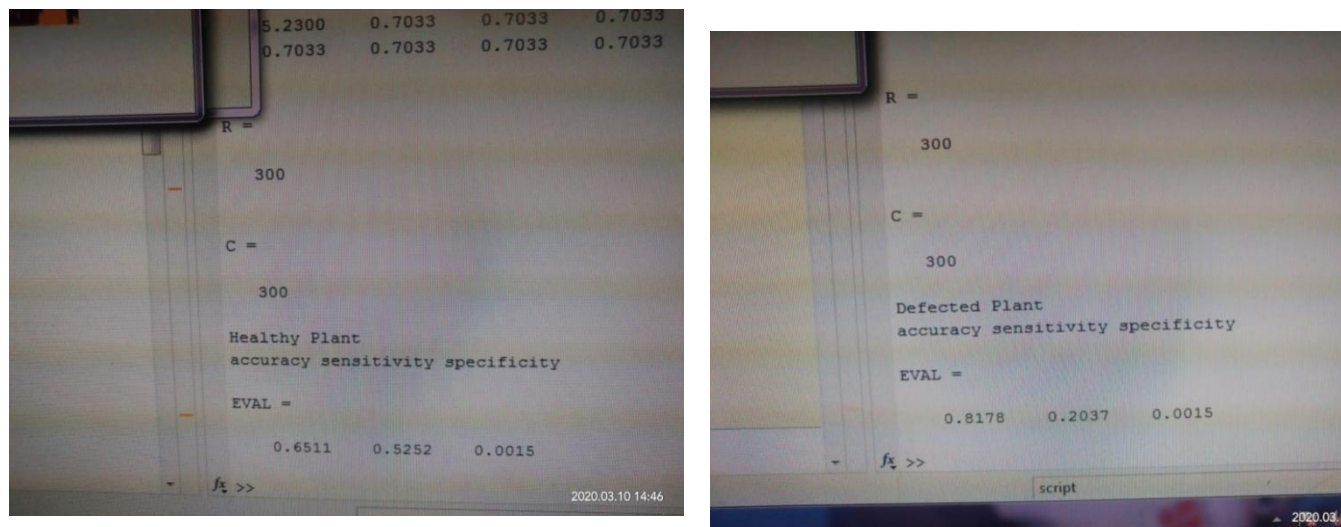 5.2300 0.7033 0.7033 0.7033
0.7033 0.7033 0.7033 0.7033
R =
300
C =
300
Healthy Plant
accuracy sensitivity specificity
EVAL =
0.6511 0.5252 0.0015
fx >>
2020.03.10 14:46
R =
300
C =
300
Defected Plant
accuracy sensitivity specificity
EVAL =
0.8178 0.2037 0.0015
fx >>
script
2020.03